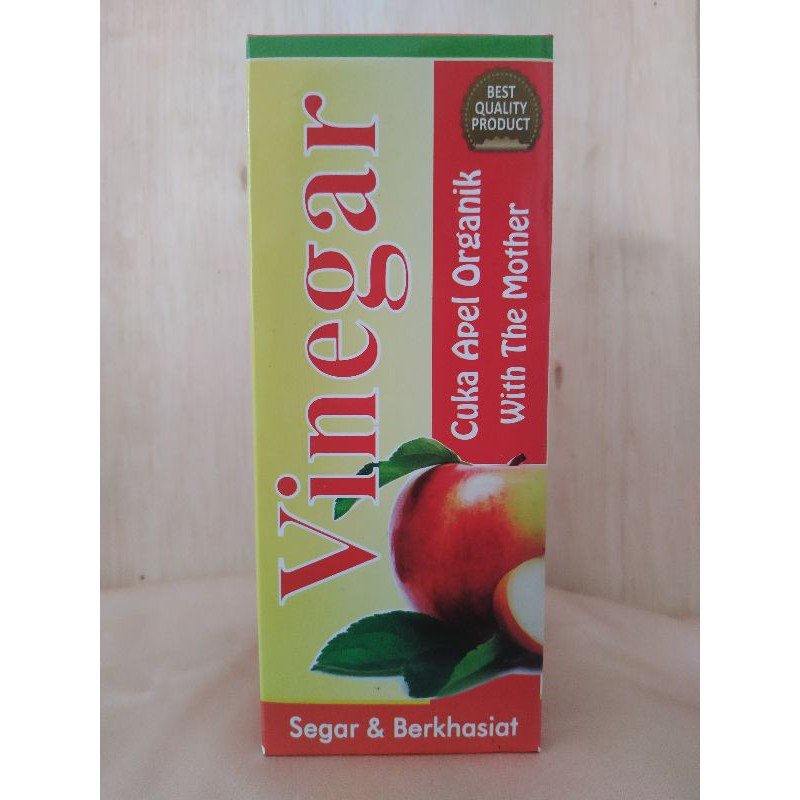 BEST
QUALITY
PRODUCT
Vinegar
Cuka Apel Organik
With The Mother
Segar & Berkhasiat